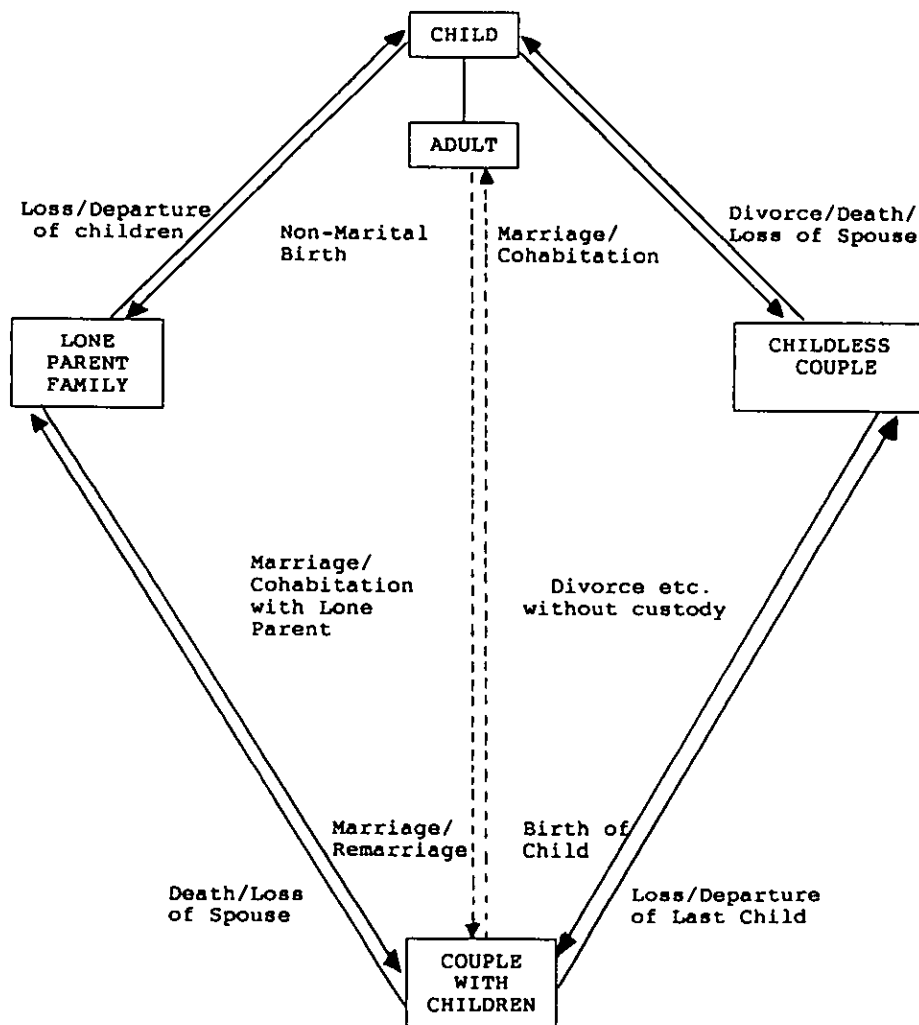 CHILD
ADULT
Loss/Departure
of children
Non-Marital
Birth
Marriage/
Cohabitation
Divorce/Death/
Loss of Spouse
LONE
PARENT
FAMILY
CHILDLESS
COUPLE
Marriage/
Cohabitation
with Lone
Parent
Divorce etc.
without custody
Marriage/
Remarriage
Birth of
Child
Death/Loss
of Spouse
Loss/Departure
of Last Child
COUPLE
WITH
CHILDREN